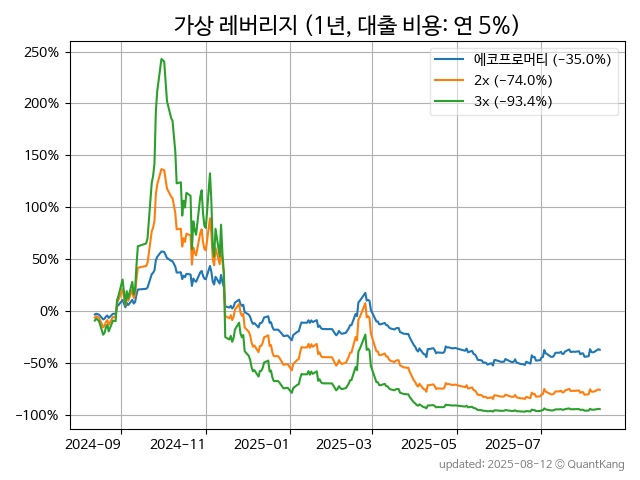 가상 레버리지 (1년, 대출 비용: 연 5%)
250%
200%
150%
100%
50%
0%
-50%
-100%
에코프로머티 (-35.0%)
2x (-74.0%)
3x (-93.4%)
2024-09
2024-11
2025-01
2025-03
2025-05
2025-07
updated: 2025-08-12 © QuantKang